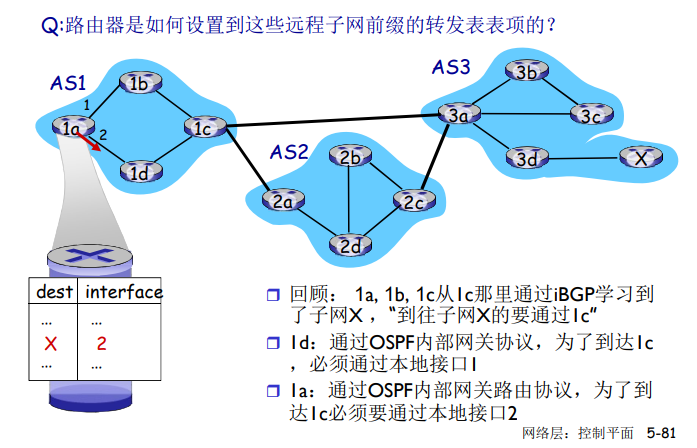 Q:路由器是如何设置到这些远程子网前缀的转发表表项的?
AS1
AS3
AS2
1
2
1a
1b
1c
1d
2a
2b
2c
2d
3a
3b
3c
3d
X
dest interface
... ...
X 2
... ...
回顾: 1a, 1b, 1c从1c那里通过iBGP学习到
了子网X,“到往子网X的要通过1c”
1d:通过OSPF内部网关协议,为了到达1c
,必须通过本地接口1
1a:通过OSPF内部网关路由协议,为了到
达1c必须要通过本地接口2
网络层:控制平面 5-81